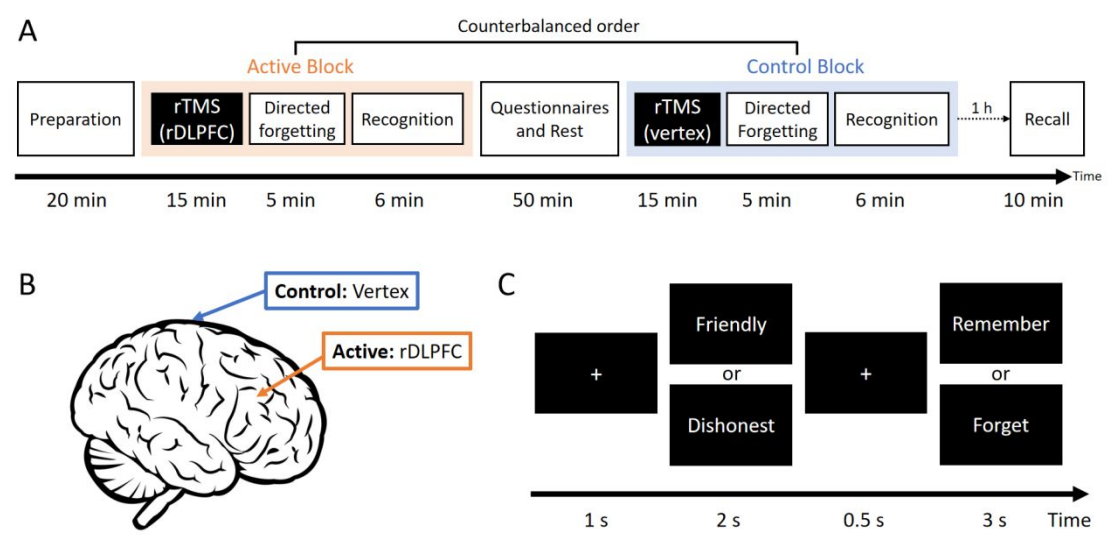 A
Counterbalanced order
Active Block
Control Block
Preparation
rTMS
(rDLPFC)
Directed
forgetting
Recognition
Questionnaires
and Rest
rTMS
(vertex)
Directed
Forgetting
Recognition
1 h
Recall
Time
20 min
15 min
5 min
6 min
50 min
15 min
5 min
6 min
10 min
B
Control: Vertex
Active: rDLPFC
C
+
Friendly
or
Dishonest
+
Remember
or
Forget
1 s
2 s
0.5 s
3 s
Time